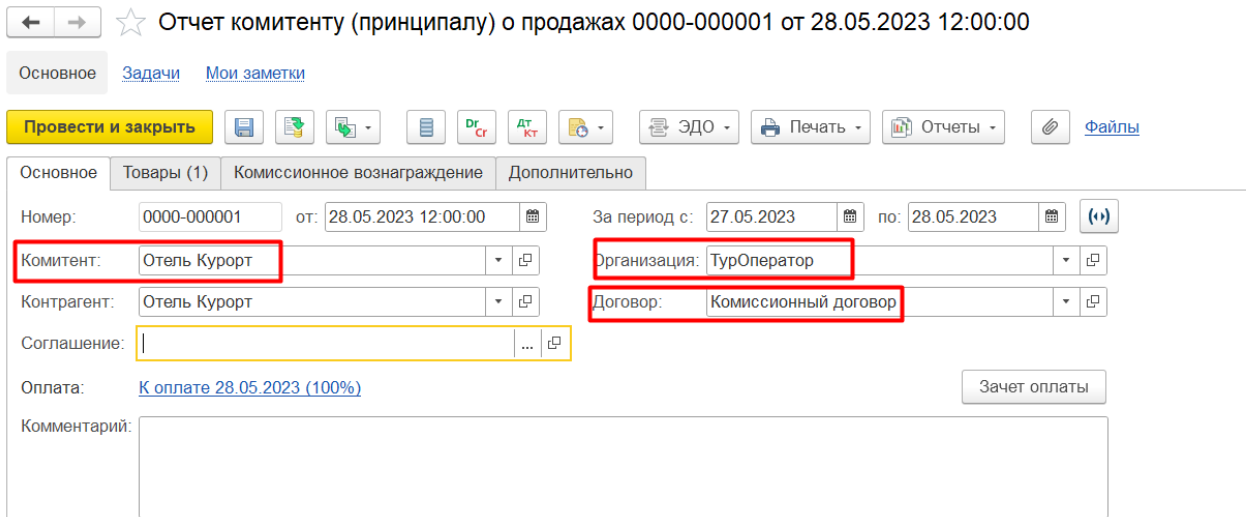 Отчет комитенту (принципалу) о продажах 0000-000001 от 28.05.2023 12:00:00
Основное Задачи Мои заметки
Провести и закрыть Dr Cr Дт Кт ЭДО Печать Отчеты Файлы
Основное Товары (1) Комиссионное вознаграждение Дополнительно
Номер: 0000-000001 от: 28.05.2023 12:00:00 За период с: 27.05.2023 по: 28.05.2023
Комитент: Отель Курорт Организация: ТурОператор
Контрагент: Отель Курорт Договор: Комиссионный договор
Соглашение: ...
Оплата: К оплате 28.05.2023 (100%) Зачет оплаты
Комментарий: